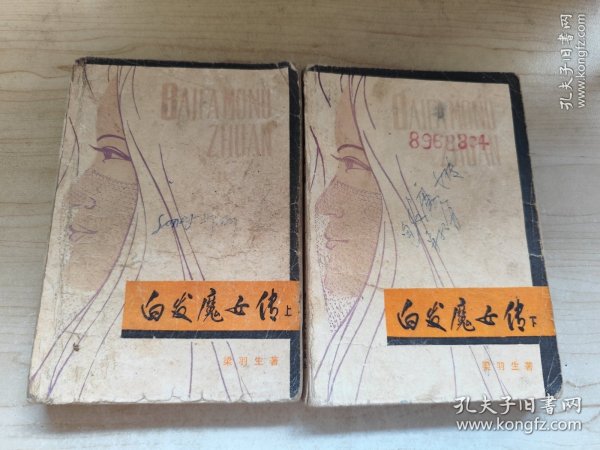 BAIFAMONU
ZHUAN
白发魔女传上
梁羽生著
BAIFAMONU
8968804
ZHUAN
白发魔女传下
梁羽生著
孔夫子旧书网
kongfz.com
孔夫子旧书网
kongfz.com